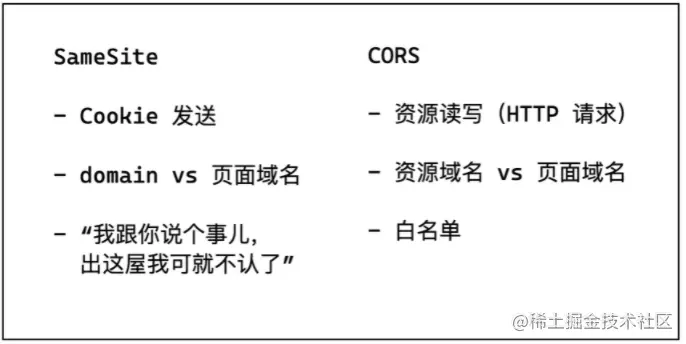 SameSite
- Cookie 发送
- domain vs 页面域名
- “我跟你说个事儿，
出这屋我可就不认了”
CORS
- 资源读写（HTTP 请求）
- 资源域名 vs 页面域名
- 白名单
@稀土掘金技术社区